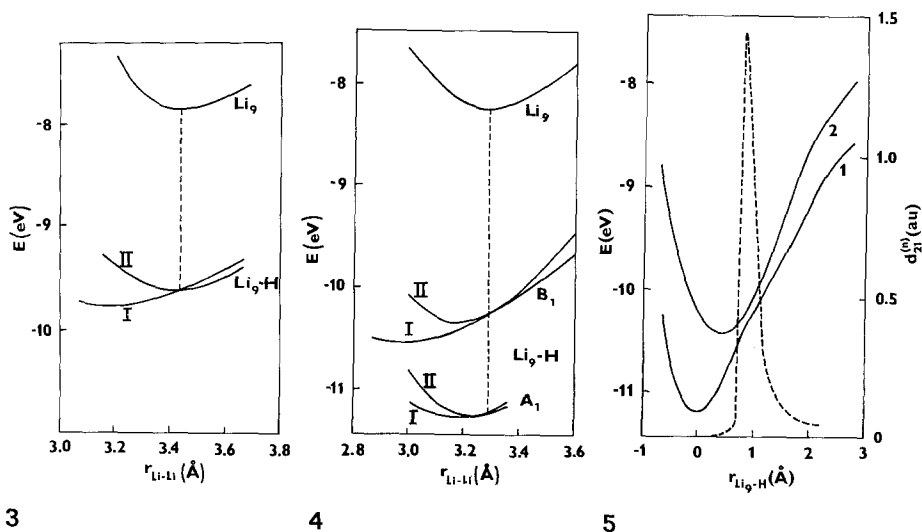 E (eV)
-8
-9
-10
Li₉
II
Li₉-H
I
3.0 3.2 3.4 3.6 3.8
r Li-Li (Å)
3
E (eV)
-8
-9
-10
-11
Li₉
II
B₁
I
Li₉-H
II
A₁
I
2.8 3.0 3.2 3.4 3.6
r Li-Li (Å)
4
E (eV)
-8
-9
-10
-11
2
1
1.5
1.0
0.5
0
d₂₁⁽ⁿ⁾ (au)
-1 0 1 2 3
r Li₉-H (Å)
5